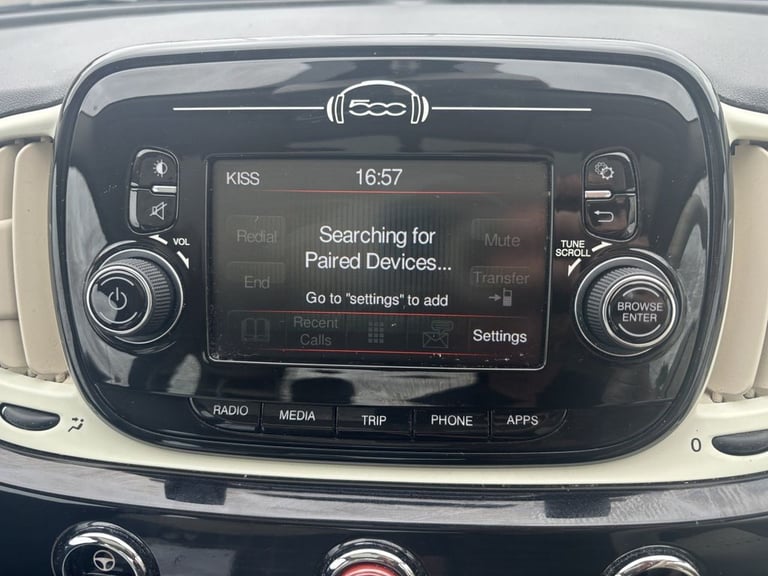 500
KISS 16:57
VOL
TUNE
SCROLL
Redial
Searching for
Paired Devices...
Mute
End
Transfer
Go to "settings" to add
BROWSE
ENTER
Recent
Calls
Settings
RADIO MEDIA TRIP PHONE APPS
0